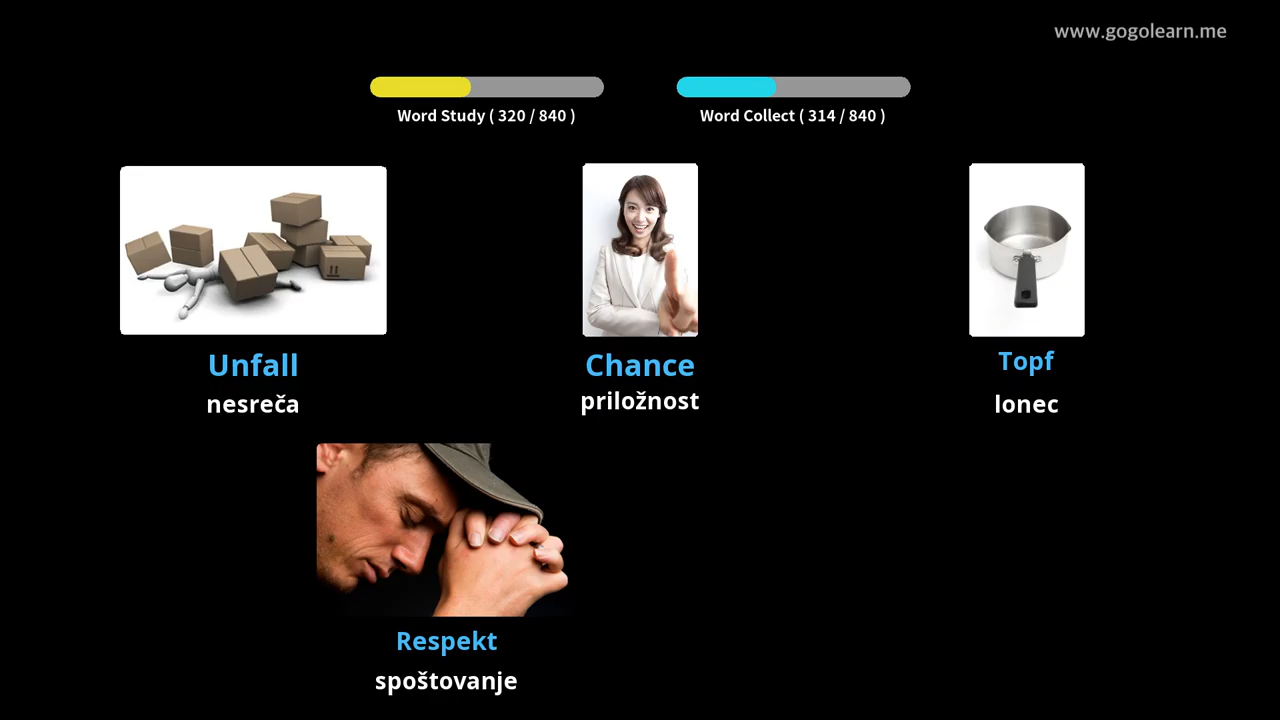 www.gogolearn.me
Word Study ( 320 / 840 )
Word Collect ( 314 / 840 )
Unfall
Chance
Topf
nesreča
priložnost
lonec
Respekt
spoštovanje